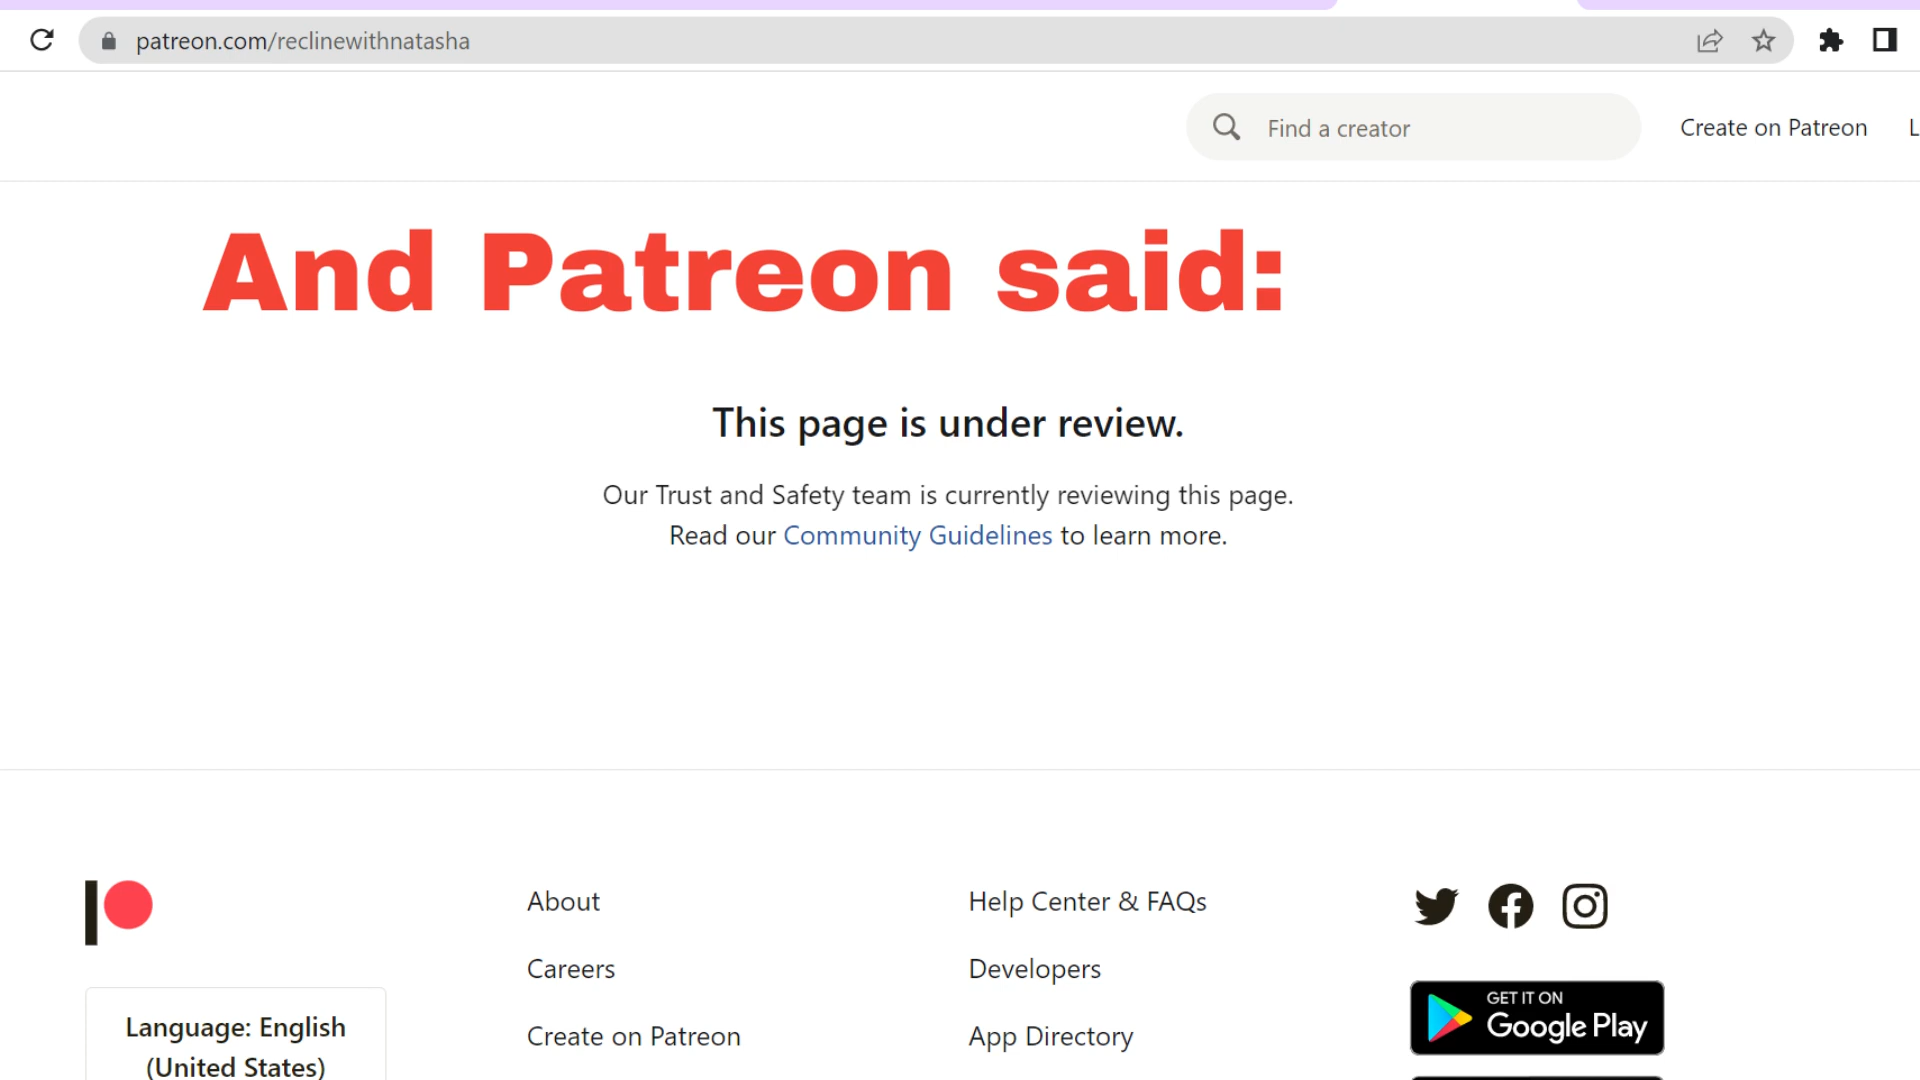 patreon.com/reclinewithnatasha
Find a creator
Create on Patreon
L
And Patreon said:
This page is under review.
Our Trust and Safety team is currently reviewing this page.
Read our Community Guidelines to learn more.
About
Help Center & FAQs
Careers
Developers
Language: English
(United States)
Create on Patreon
App Directory
GET IT ON
Google Play